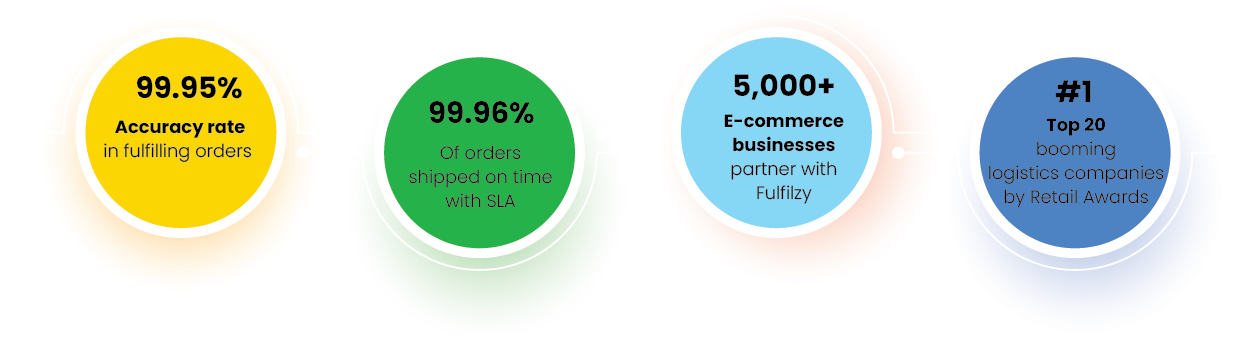 99.95%
Accuracy rate
in fulfilling orders
99.96%
Of orders
shipped on time
with SLA
5,000+
E-commerce
businesses
partner with
Fulfilzy
#1
Top 20
booming
logistics companies
by Retail Awards